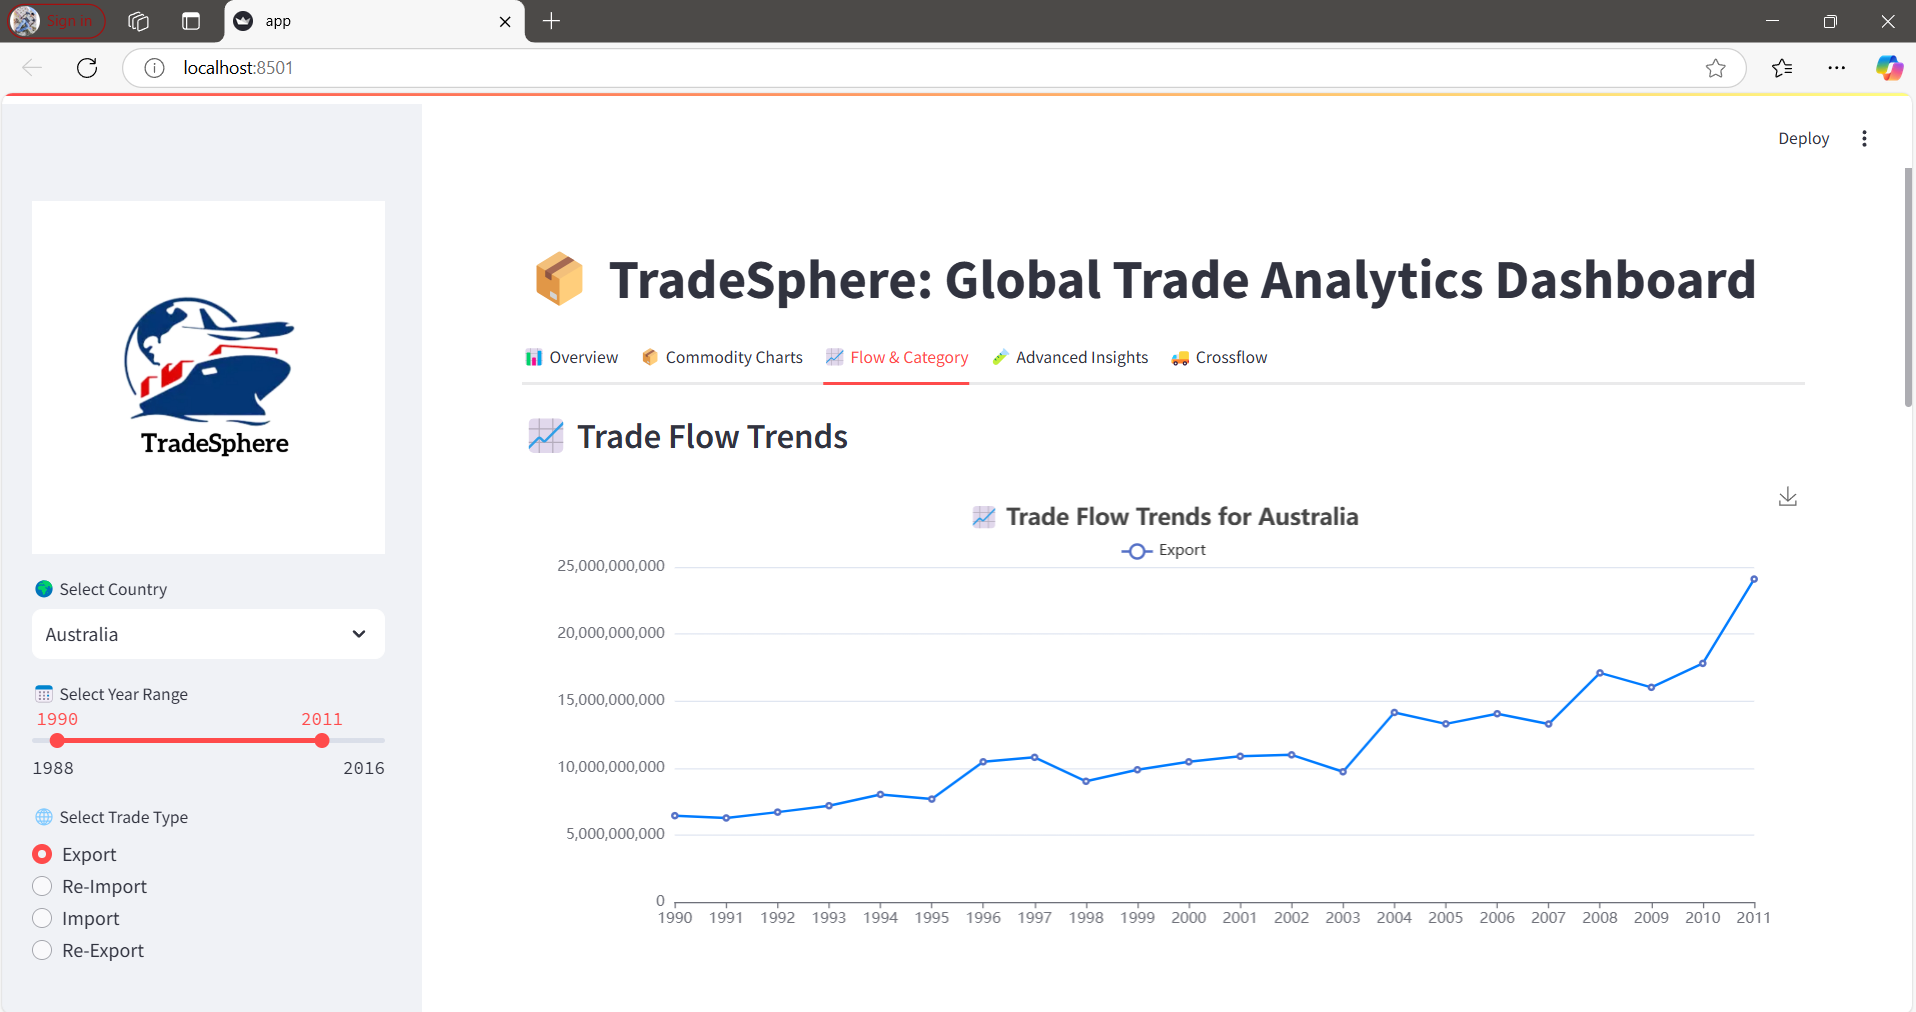 Sign in
app
localhost:8501
Deploy
TradeSphere
🌍 Select Country
Australia
📅 Select Year Range
1990 2011
1988 2016
🌐 Select Trade Type
Export
Re-Import
Import
Re-Export
📦 TradeSphere: Global Trade Analytics Dashboard
📊 Overview 📦 Commodity Charts 📈 Flow & Category 🧪 Advanced Insights 🚚 Crossflow
📈 Trade Flow Trends
📈 Trade Flow Trends for Australia
Export
25,000,000,000
20,000,000,000
15,000,000,000
10,000,000,000
5,000,000,000
0
1990 1991 1992 1993 1994 1995 1996 1997 1998 1999 2000 2001 2002 2003 2004 2005 2006 2007 2008 2009 2010 2011